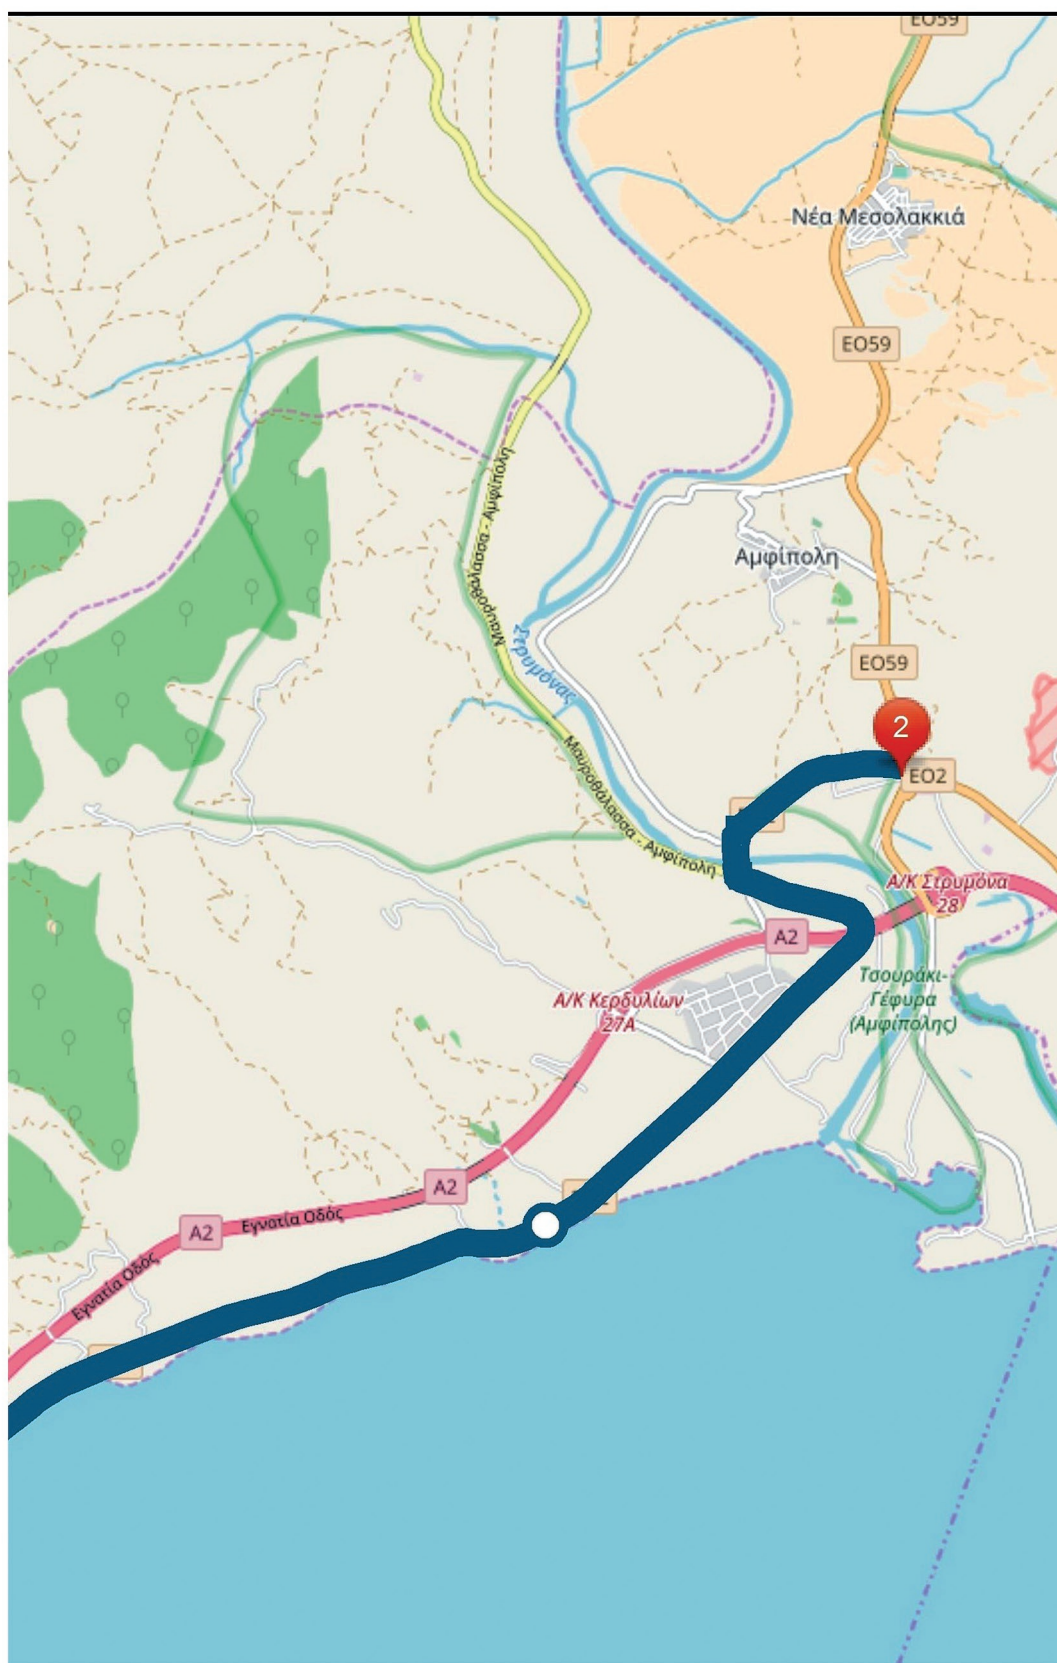 EO59
Νέα Μεσολακκιά
EO59
Μαυροθάλασσα - Αμφίπολη
Αμφίπολη
Στρυμόνας
EO59
2
EO2
Μαυροθάλασσα - Αμφίπολη
Α/Κ Στρυμόνα
28
A2
Τσουράκι-
Γέφυρα
(Αμφίπολης)
Α/Κ Κερδυλίων
27Α
A2
Εγνατία Οδός
A2
Εγνατία Οδός